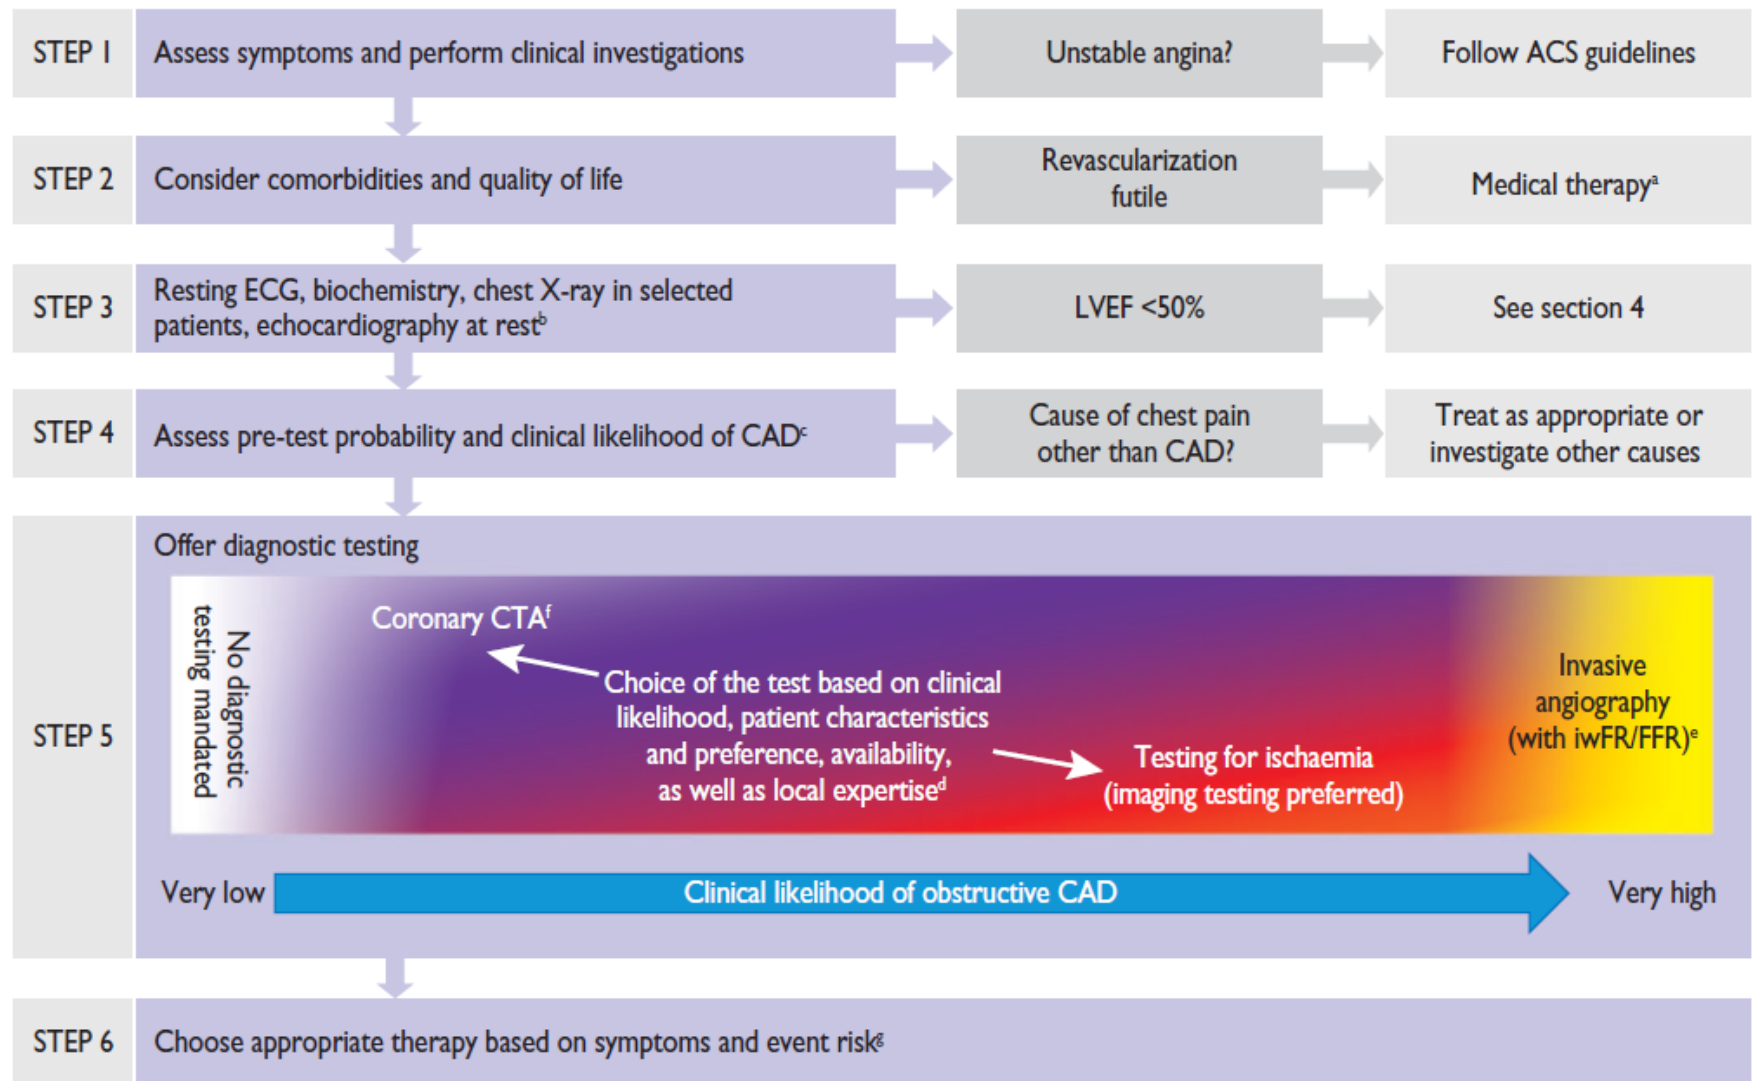 STEP 1
Assess symptoms and perform clinical investigations
Unstable angina?
Follow ACS guidelines
STEP 2
Consider comorbidities and quality of life
Revascularization
futile
Medical therapyᵃ
STEP 3
Resting ECG, biochemistry, chest X-ray in selected
patients, echocardiography at restᵇ
LVEF <50%
See section 4
STEP 4
Assess pre-test probability and clinical likelihood of CADᶜ
Cause of chest pain
other than CAD?
Treat as appropriate or
investigate other causes
STEP 5
Offer diagnostic testing
No diagnostic
testing mandated
Coronary CTAᶠ
Choice of the test based on clinical
likelihood, patient characteristics
and preference, availability,
as well as local expertiseᵈ
Testing for ischaemia
(imaging testing preferred)
Invasive
angiography
(with iwFR/FFR)ᵉ
Very low
Clinical likelihood of obstructive CAD
Very high
STEP 6
Choose appropriate therapy based on symptoms and event riskᵍ